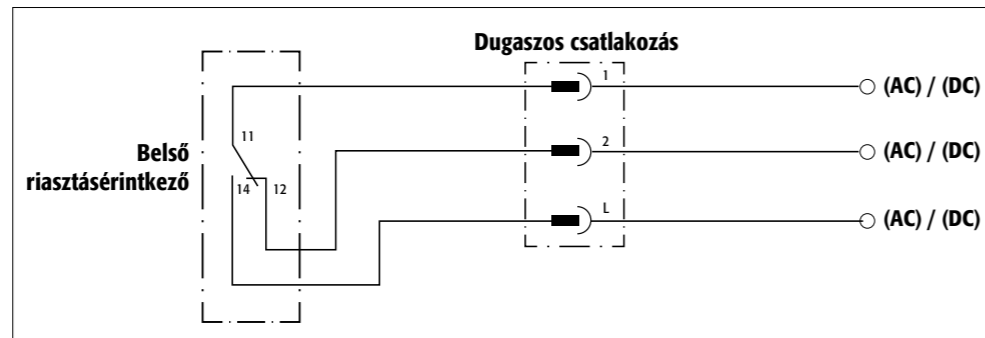 Dugaszos csatlakozás
1
(AC) / (DC)
11
2
(AC) / (DC)
Belső
riasztásérintkező
14
12
L
(AC) / (DC)